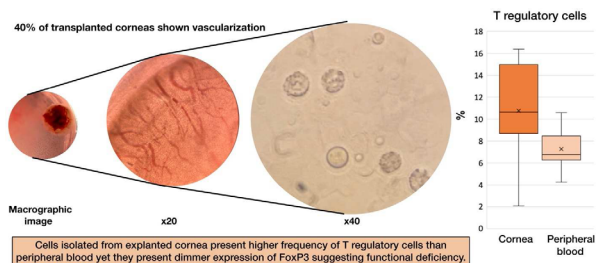 40% of transplanted corneas shown vascularization
Macrographic
image
x20
x40
T regulatory cells
%
18
16
14
12
10
8
6
4
2
0
Cornea
Peripheral
blood
Cells isolated from explanted cornea present higher frequency of T regulatory cells than
peripheral blood yet they present dimmer expression of FoxP3 suggesting functional deficiency.